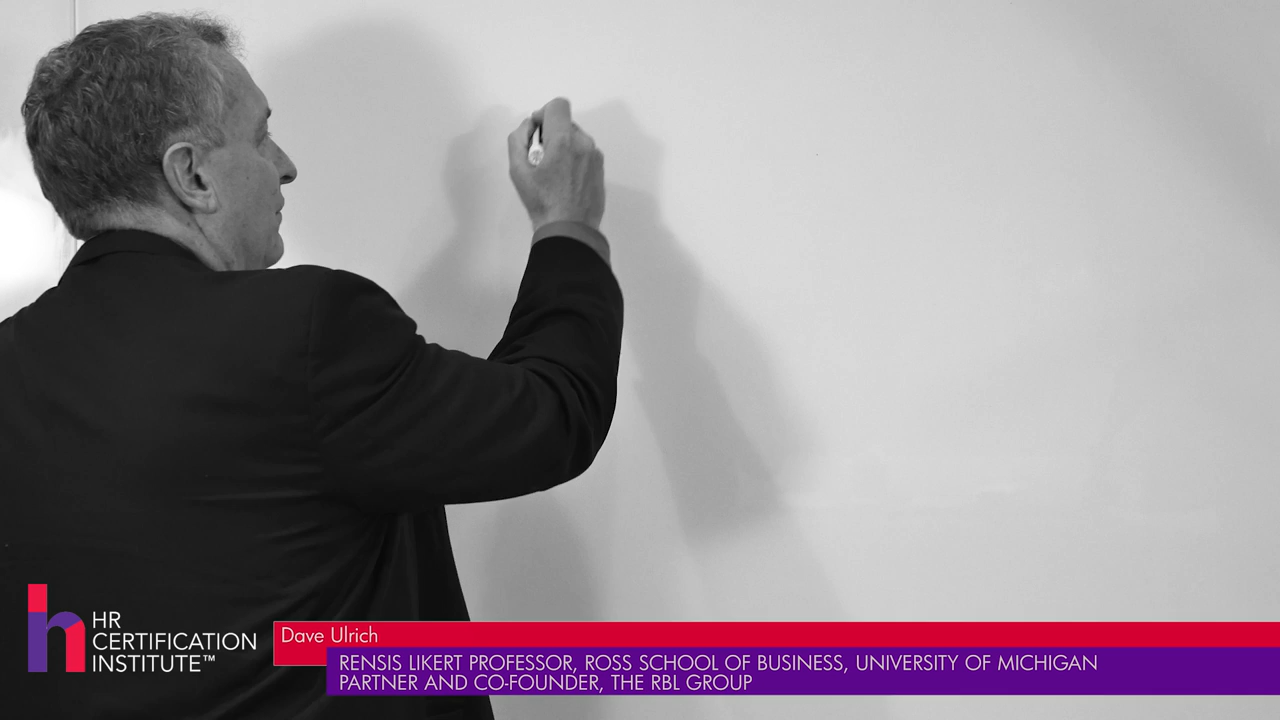 HR
CERTIFICATION
INSTITUTE™
Dave Ulrich
RENSIS LIKERT PROFESSOR, ROSS SCHOOL OF BUSINESS, UNIVERSITY OF MICHIGAN
PARTNER AND CO-FOUNDER, THE RBL GROUP